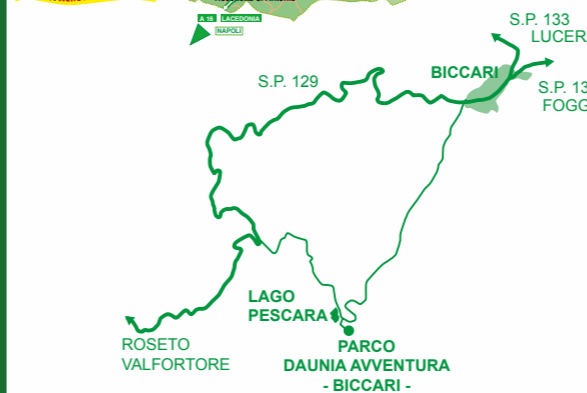 A 16 LACEDONIA
NAPOLI
S.P. 133
LUCER
BICCARI
S.P. 129
S.P. 13
FOGG
LAGO
PESCARA
ROSETO
VALFORTORE
PARCO
DAUNIA AVVENTURA
- BICCARI -